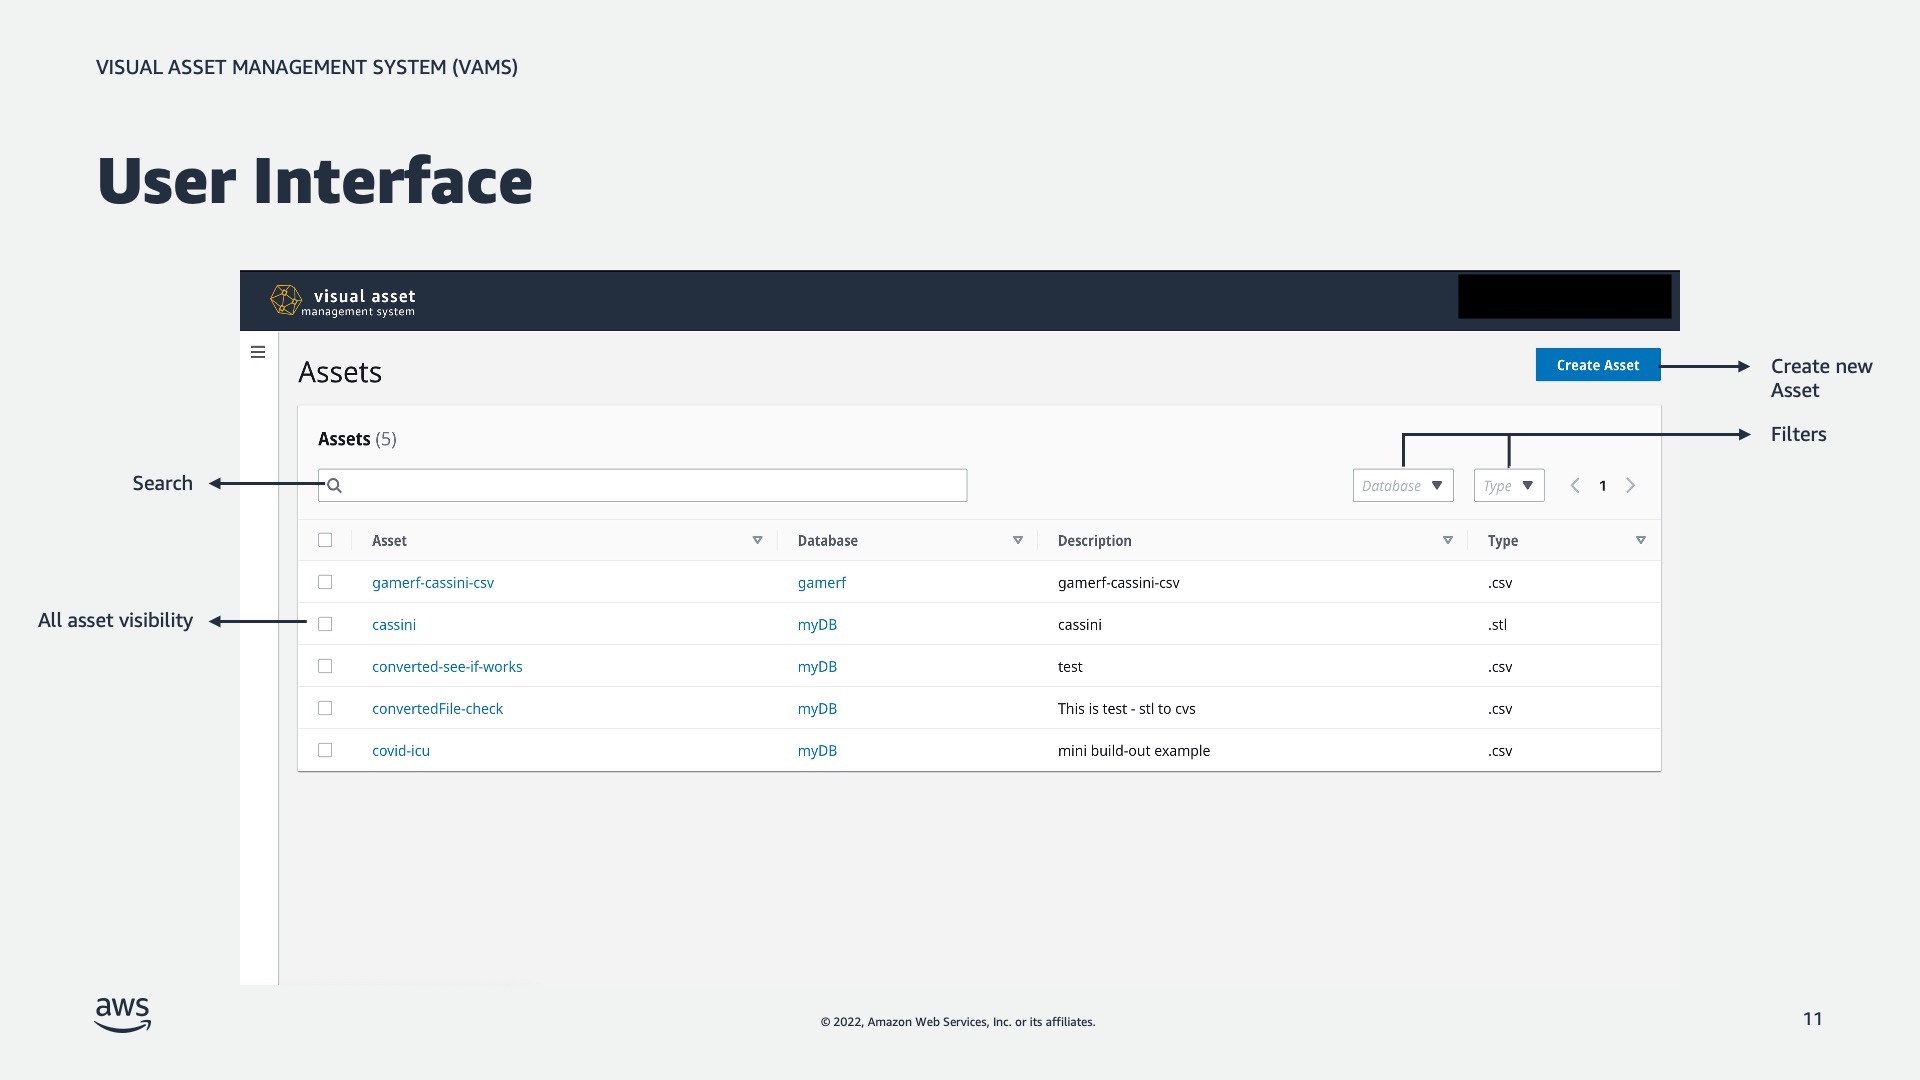 VISUAL ASSET MANAGEMENT SYSTEM (VAMS)
User Interface
visual asset
management system
Assets
Create Asset
Create new
Asset
Assets (5)
Filters
Search
Database
Type
1
Asset Database Description Type
gamerf-cassini-csv gamerf gamerf-cassini-csv .csv
All asset visibility
cassini myDB cassini .stl
converted-see-if-works myDB test .csv
convertedFile-check myDB This is test - stl to cvs .csv
covid-icu myDB mini build-out example .csv
aws
© 2022, Amazon Web Services, Inc. or its affiliates.
11